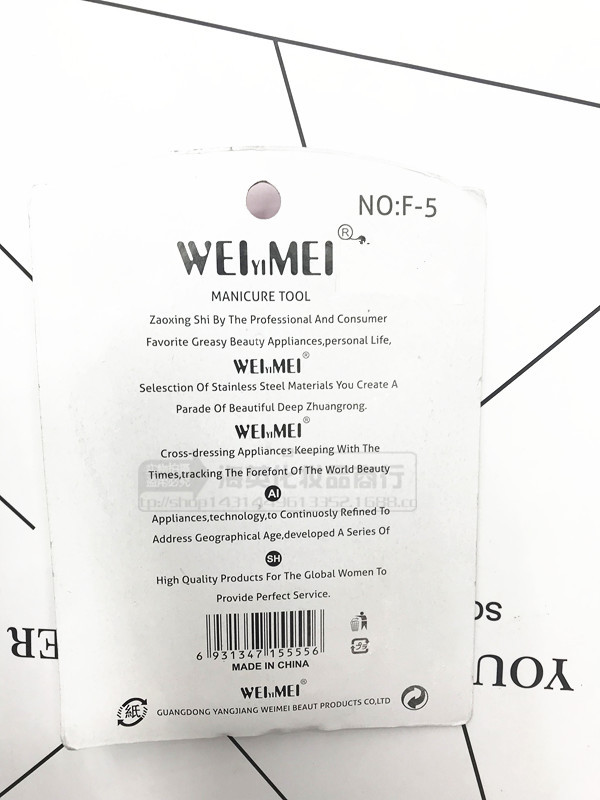 NO:F-5
WEIYIMEI®
MANICURE TOOL
Zaoxing Shi By The Professional And Consumer
Favorite Greasy Beauty Appliances,personal Life,
WEIYIMEI®
Selesction Of Stainless Steel Materials You Create A
Parade Of Beautiful Deep Zhuangrong.
WEIYIMEI®
Cross-dressing Appliances Keeping With The
Times,tracking The Forefont Of The World Beauty
AI
Appliances,technology,to Continuosly Refined To
Address Geographical Age,developed A Series Of
SH
High Quality Products For The Global Women To
Provide Perfect Service.
6 931347 155556
MADE IN CHINA
WEIYIMEI®
紙
GUANGDONG YANGJIANG WEIMEI BEAUT PRODUCTS CO,LTD
ER
so
YOU